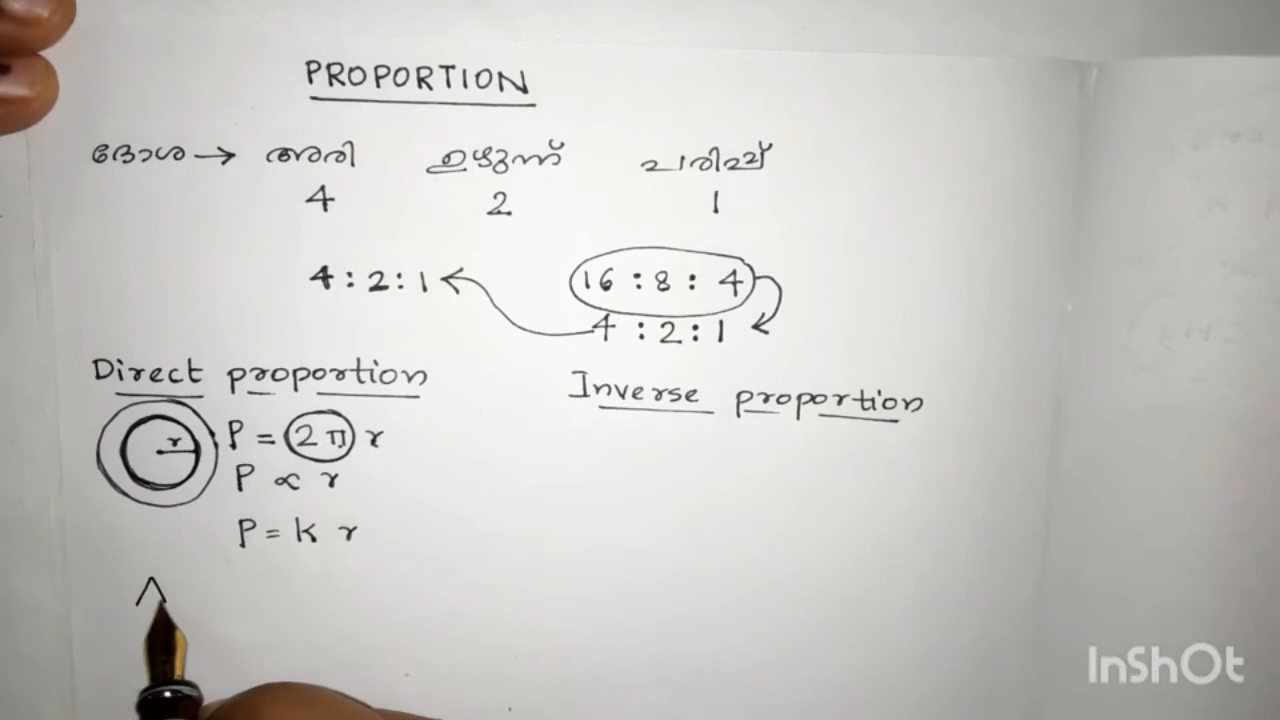 PROPORTION
ദോശ → അരി ഉഴുന്ന് പരിപ്പ്
4 2 1
4 : 2 : 1 16 : 8 : 4
4 : 2 : 1
Direct proportion Inverse proportion
r P = 2π r
P ∝ r
P = k r
InShOt